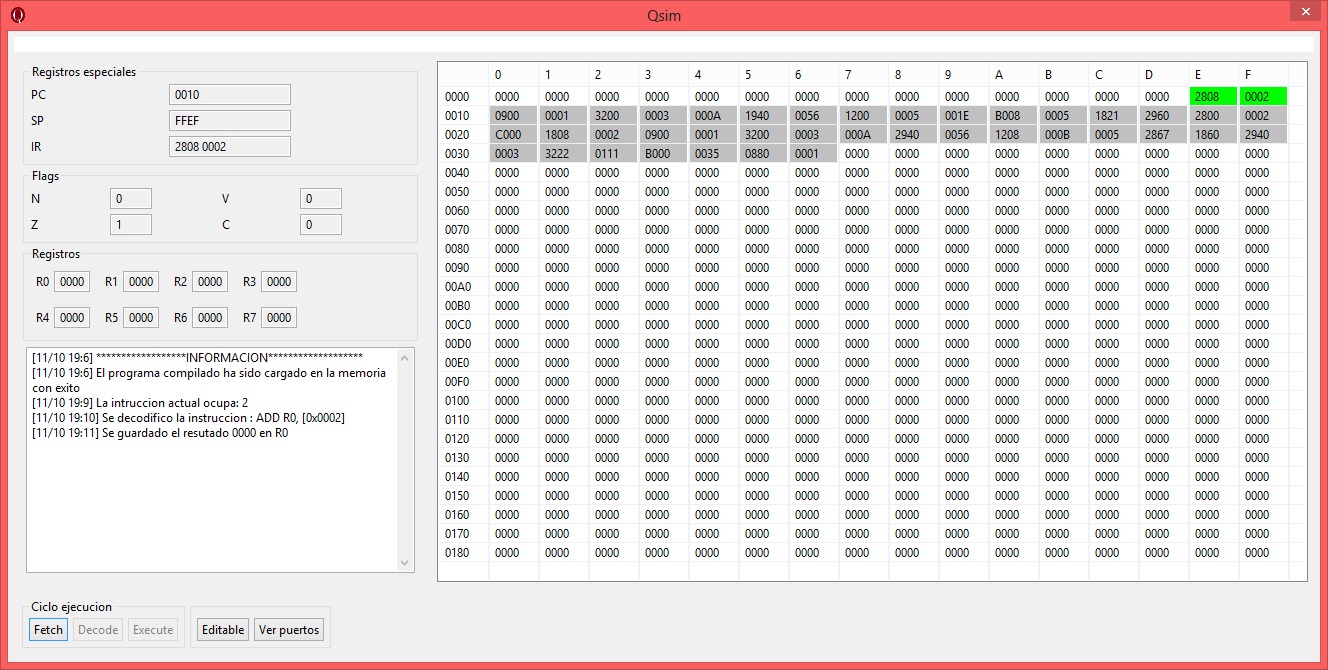 Qsim
Registros especiales
PC 0010
SP FFEF
IR 2808 0002
Flags
N 0 V 0
Z 1 C 0
Registros
R0 0000 R1 0000 R2 0000 R3 0000
R4 0000 R5 0000 R6 0000 R7 0000
[11/10 19:6] ******************INFORMACION*******************
[11/10 19:6] El programa compilado ha sido cargado en la memoria
con exito
[11/10 19:9] La intruccion actual ocupa: 2
[11/10 19:10] Se decodifico la instruccion : ADD R0, [0x0002]
[11/10 19:11] Se guardado el resutado 0000 en R0
Ciclo ejecucion
Fetch Decode Execute Editable Ver puertos
0 1 2 3 4 5 6 7 8 9 A B C D E F
0000 0000 0000 0000 0000 0000 0000 0000 0000 0000 0000 0000 0000 0000 0000 2808 0002
0010 0900 0001 3200 0003 000A 1940 0056 1200 0005 001E B008 0005 1821 2960 2800 0002
0020 C000 1808 0002 0900 0001 3200 0003 000A 2940 0056 1208 000B 0005 2867 1860 2940
0030 0003 3222 0111 B000 0035 0880 0001 0000 0000 0000 0000 0000 0000 0000 0000 0000
0040 0000 0000 0000 0000 0000 0000 0000 0000 0000 0000 0000 0000 0000 0000 0000 0000
0050 0000 0000 0000 0000 0000 0000 0000 0000 0000 0000 0000 0000 0000 0000 0000 0000
0060 0000 0000 0000 0000 0000 0000 0000 0000 0000 0000 0000 0000 0000 0000 0000 0000
0070 0000 0000 0000 0000 0000 0000 0000 0000 0000 0000 0000 0000 0000 0000 0000 0000
0080 0000 0000 0000 0000 0000 0000 0000 0000 0000 0000 0000 0000 0000 0000 0000 0000
0090 0000 0000 0000 0000 0000 0000 0000 0000 0000 0000 0000 0000 0000 0000 0000 0000
00A0 0000 0000 0000 0000 0000 0000 0000 0000 0000 0000 0000 0000 0000 0000 0000 0000
00B0 0000 0000 0000 0000 0000 0000 0000 0000 0000 0000 0000 0000 0000 0000 0000 0000
00C0 0000 0000 0000 0000 0000 0000 0000 0000 0000 0000 0000 0000 0000 0000 0000 0000
00D0 0000 0000 0000 0000 0000 0000 0000 0000 0000 0000 0000 0000 0000 0000 0000 0000
00E0 0000 0000 0000 0000 0000 0000 0000 0000 0000 0000 0000 0000 0000 0000 0000 0000
00F0 0000 0000 0000 0000 0000 0000 0000 0000 0000 0000 0000 0000 0000 0000 0000 0000
0100 0000 0000 0000 0000 0000 0000 0000 0000 0000 0000 0000 0000 0000 0000 0000 0000
0110 0000 0000 0000 0000 0000 0000 0000 0000 0000 0000 0000 0000 0000 0000 0000 0000
0120 0000 0000 0000 0000 0000 0000 0000 0000 0000 0000 0000 0000 0000 0000 0000 0000
0130 0000 0000 0000 0000 0000 0000 0000 0000 0000 0000 0000 0000 0000 0000 0000 0000
0140 0000 0000 0000 0000 0000 0000 0000 0000 0000 0000 0000 0000 0000 0000 0000 0000
0150 0000 0000 0000 0000 0000 0000 0000 0000 0000 0000 0000 0000 0000 0000 0000 0000
0160 0000 0000 0000 0000 0000 0000 0000 0000 0000 0000 0000 0000 0000 0000 0000 0000
0170 0000 0000 0000 0000 0000 0000 0000 0000 0000 0000 0000 0000 0000 0000 0000 0000
0180 0000 0000 0000 0000 0000 0000 0000 0000 0000 0000 0000 0000 0000 0000 0000 0000